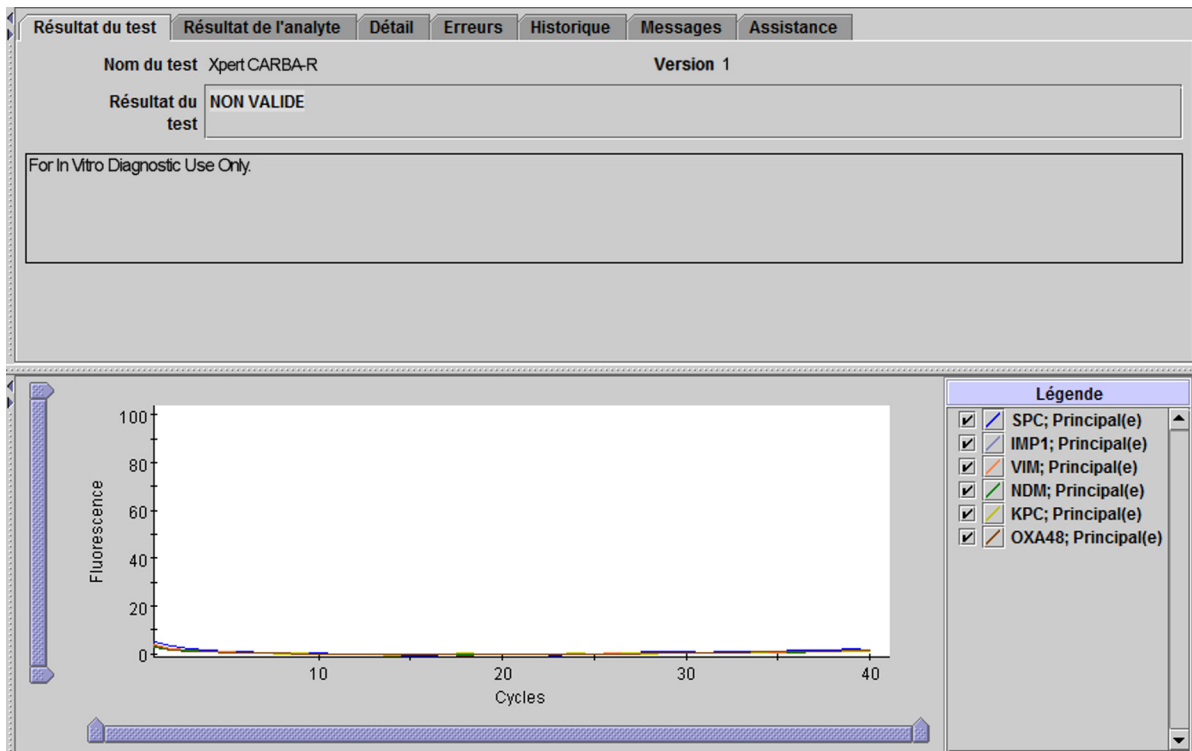 Résultat du test Résultat de l'analyte Détail Erreurs Historique Messages Assistance
Nom du test Xpert CARBA-R Version 1
Résultat du test NON VALIDE
For In Vitro Diagnostic Use Only.
Légende
SPC; Principal(e)
IMP1; Principal(e)
VIM; Principal(e)
NDM; Principal(e)
KPC; Principal(e)
OXA48; Principal(e)
Fluorescence
100
80
60
40
20
0
10 20 30 40
Cycles